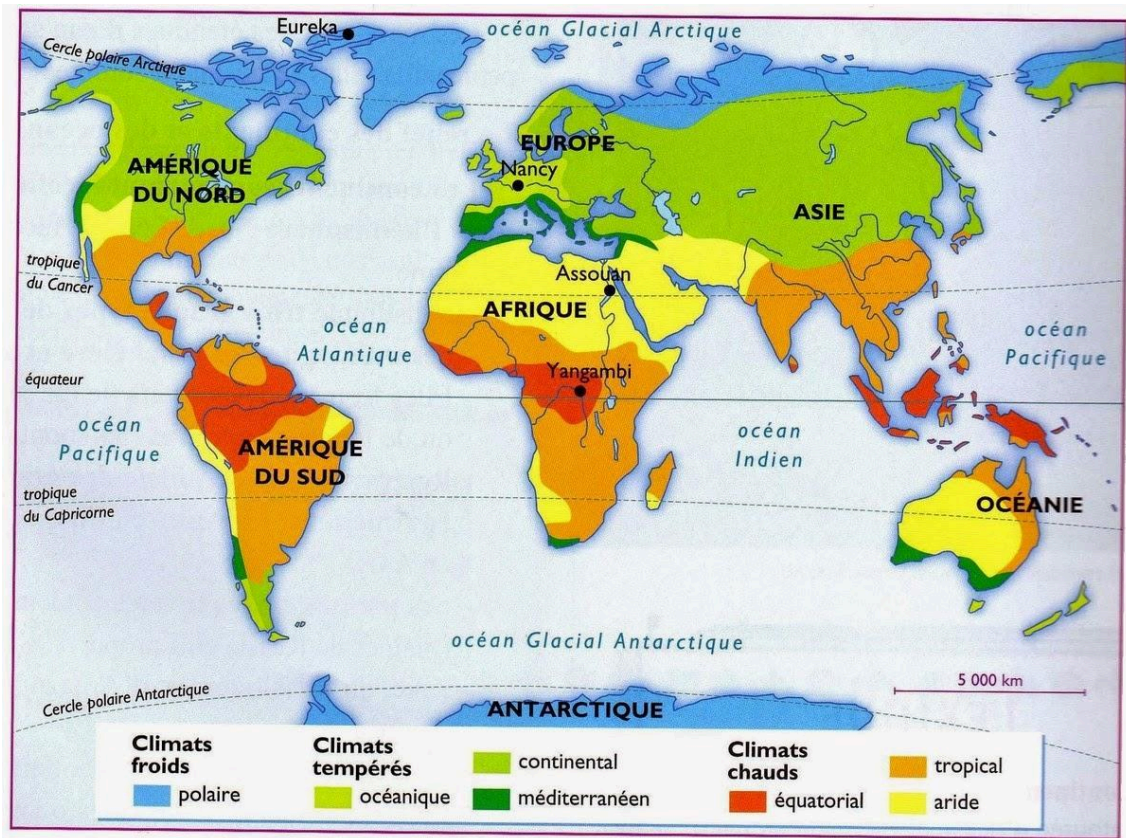 Eureka
océan Glacial Arctique
Cercle polaire Arctique
EUROPE
AMÉRIQUE
DU NORD
Nancy
ASIE
tropique
du Cancer
Assouan
AFRIQUE
océan
Atlantique
océan
Pacifique
équateur
Yangambi
océan
Pacifique
AMÉRIQUE
DU SUD
océan
Indien
tropique
du Capricorne
OCÉANIE
océan Glacial Antarctique
5 000 km
Cercle polaire Antarctique
ANTARCTIQUE
Climats
froids
polaire
Climats
tempérés
océanique
continental
méditerranéen
Climats
chauds
équatorial
tropical
aride